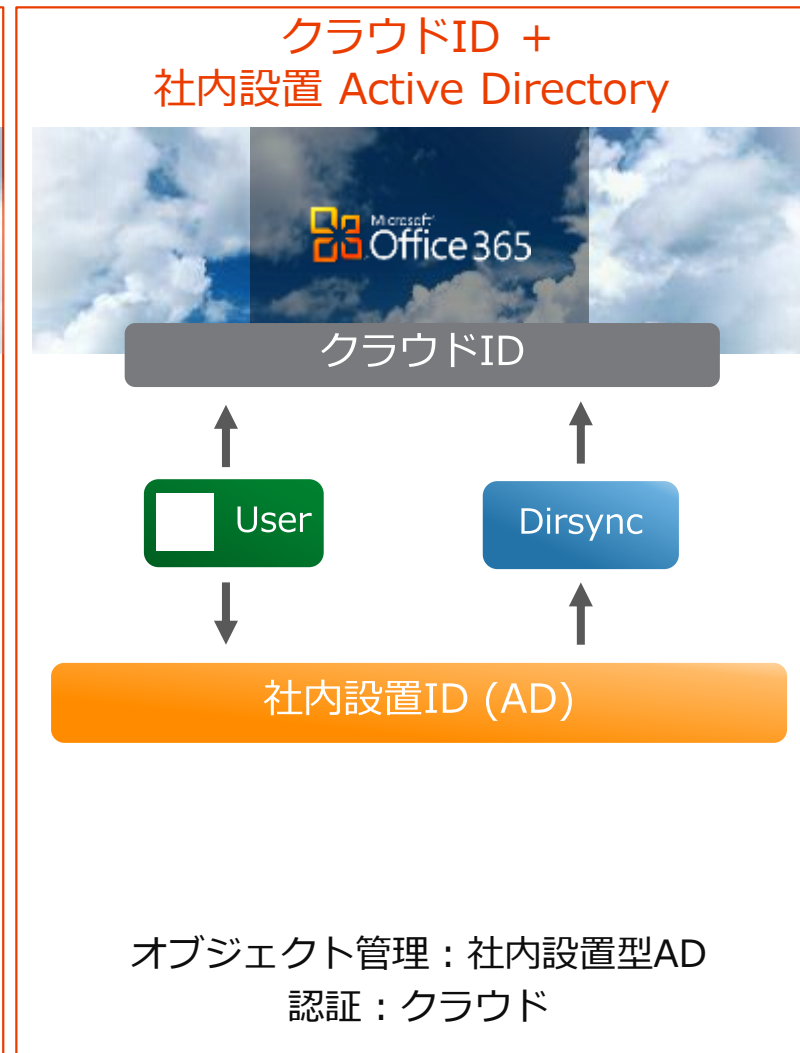 クラウドID +
社内設置 Active Directory
Microsoft
Office 365
クラウドID
User
Dirsync
社内設置ID (AD)
オブジェクト管理：社内設置型AD
認証：クラウド